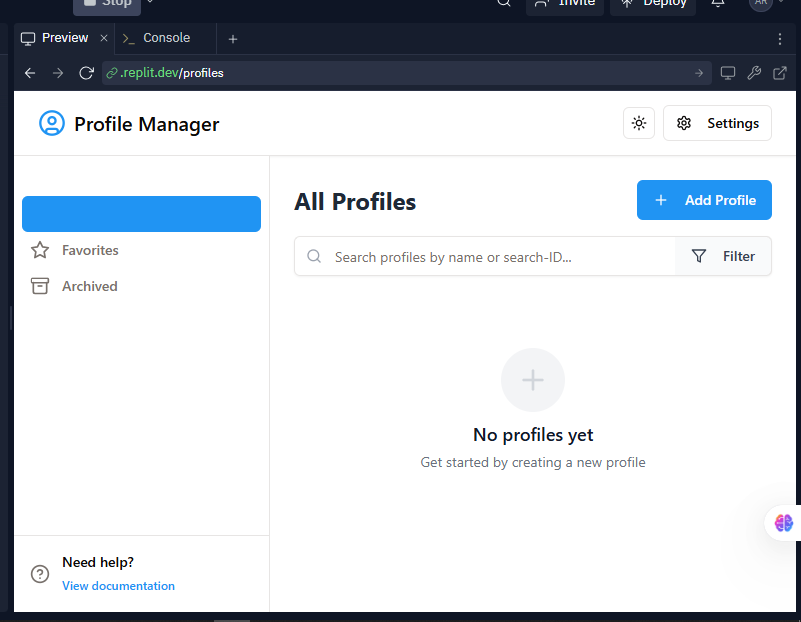 Stop
Invite
Deploy
AR
Preview
Console
.replit.dev/profiles
Profile Manager
Settings
All Profiles
Add Profile
Search profiles by name or search-ID...
Filter
Favorites
Archived
No profiles yet
Get started by creating a new profile
Need help?
View documentation